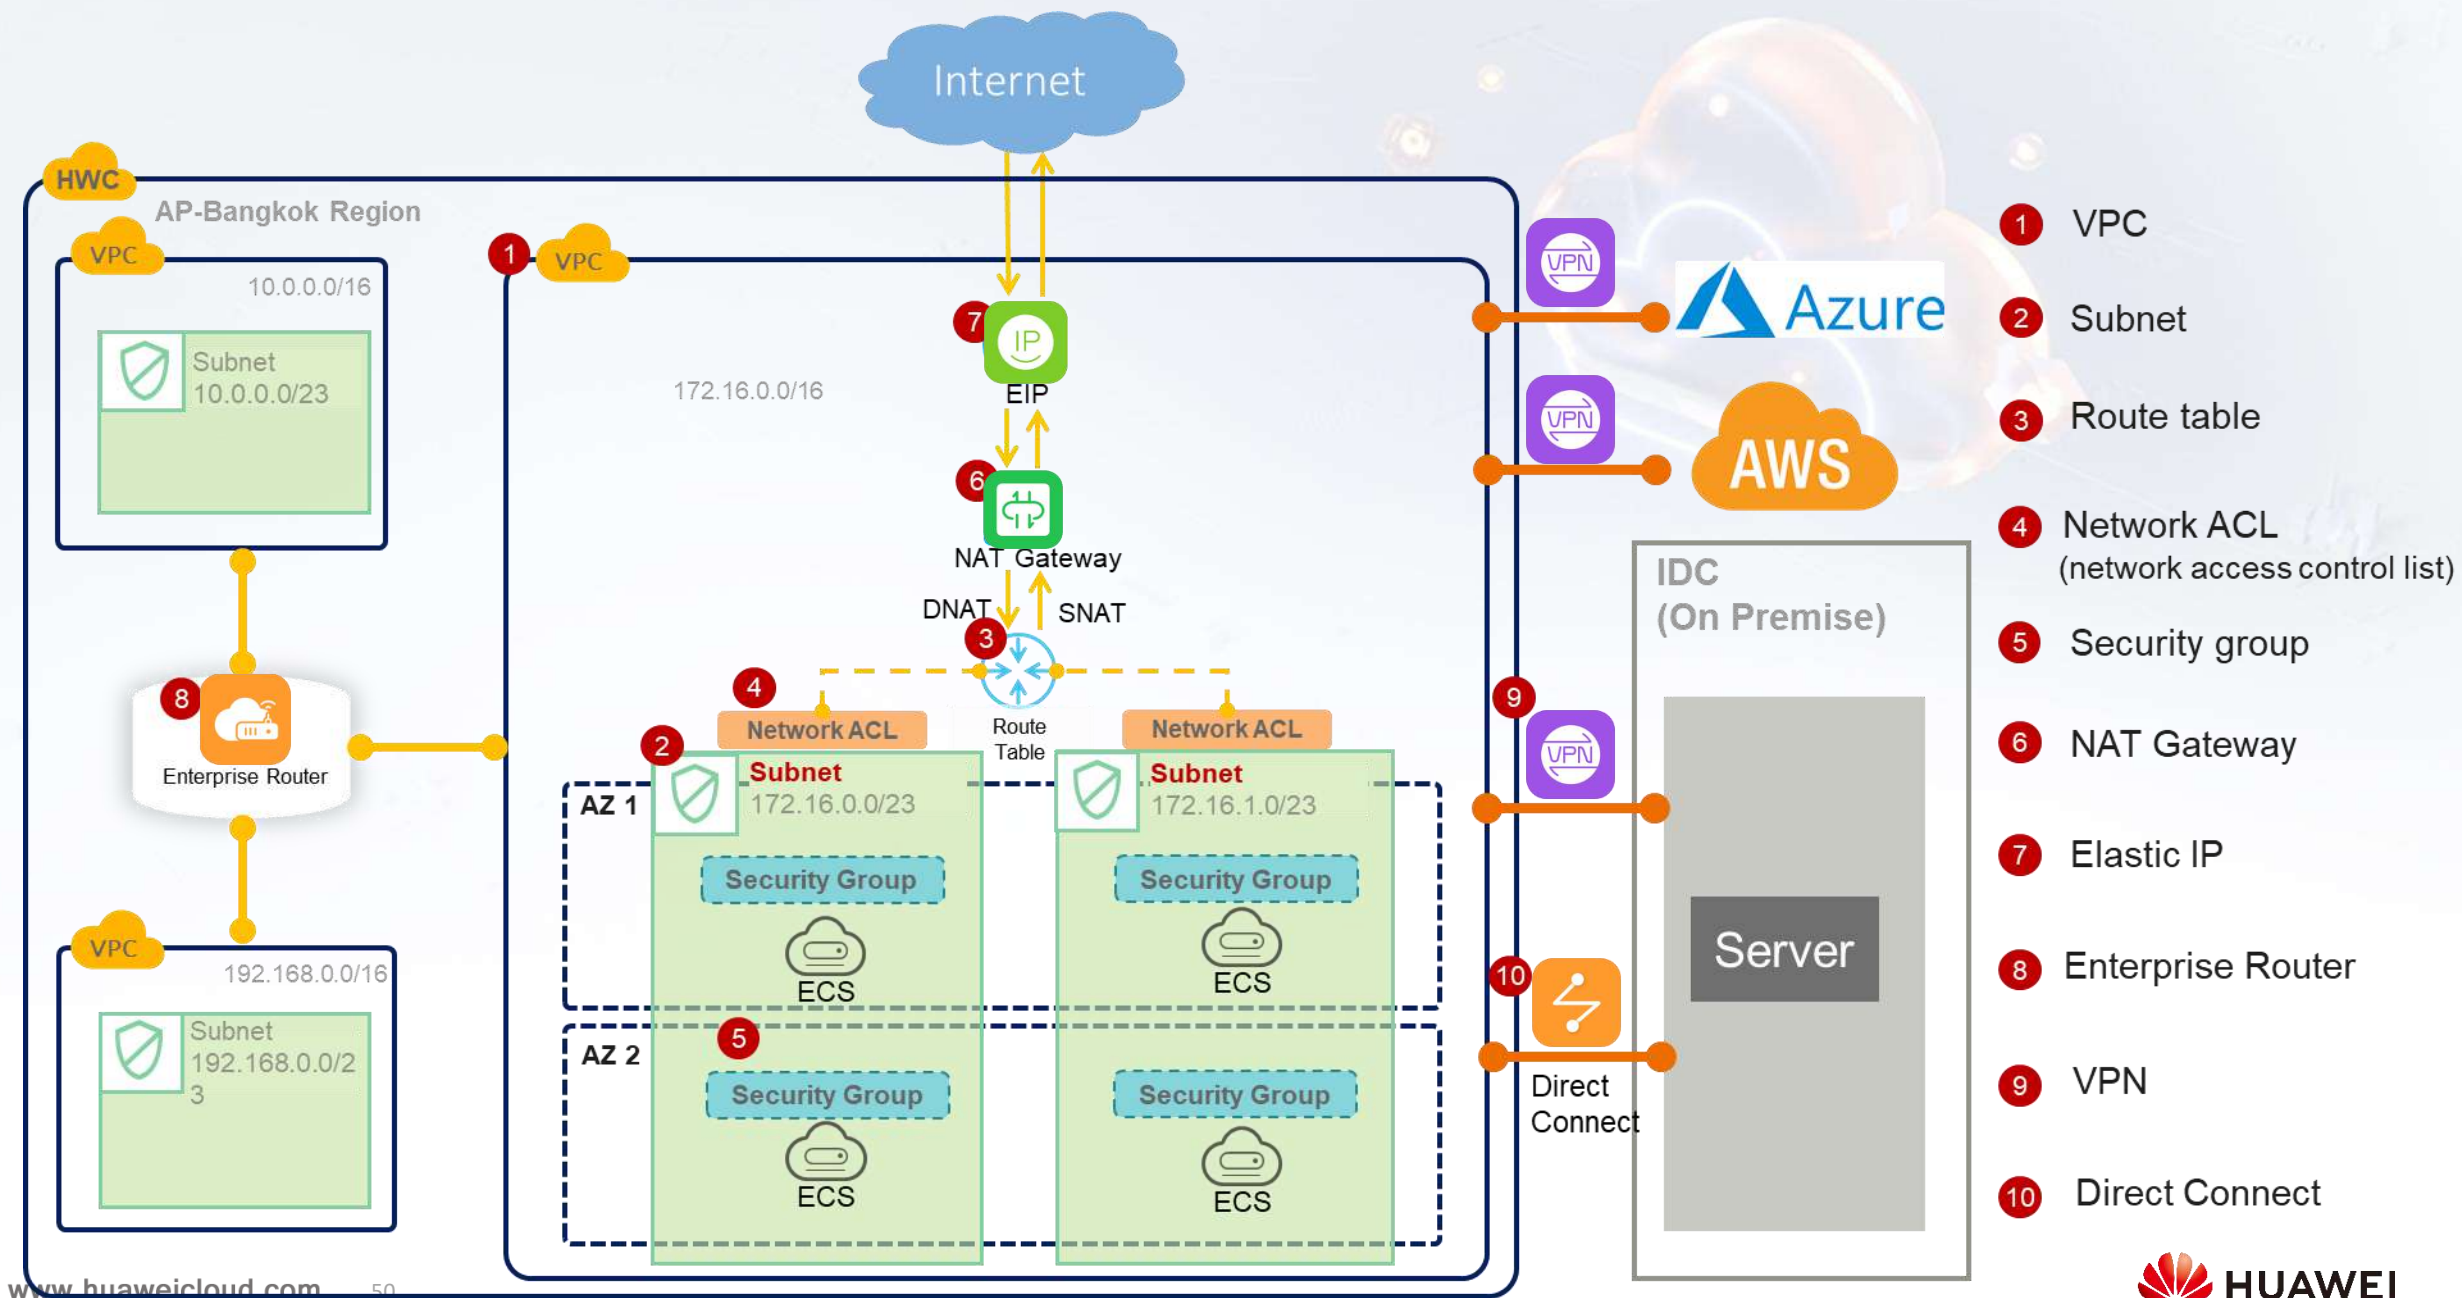 Internet
HWC
AP-Bangkok Region
VPC
10.0.0.0/16
Subnet
10.0.0.0/23
8
Enterprise Router
VPC
192.168.0.0/16
Subnet
192.168.0.0/2
3
1
VPC
172.16.0.0/16
7
IP
EIP
6
NAT Gateway
DNAT
SNAT
3
Route
Table
4
Network ACL
Network ACL
2
Subnet
172.16.0.0/23
Subnet
172.16.1.0/23
AZ 1
Security Group
Security Group
ECS
ECS
AZ 2
5
Security Group
Security Group
ECS
ECS
VPN
Azure
VPN
AWS
9
VPN
10
Direct
Connect
IDC
(On Premise)
Server
1 VPC
2 Subnet
3 Route table
4 Network ACL
(network access control list)
5 Security group
6 NAT Gateway
7 Elastic IP
8 Enterprise Router
9 VPN
10 Direct Connect
www.huaweicloud.com 50
HUAWEI